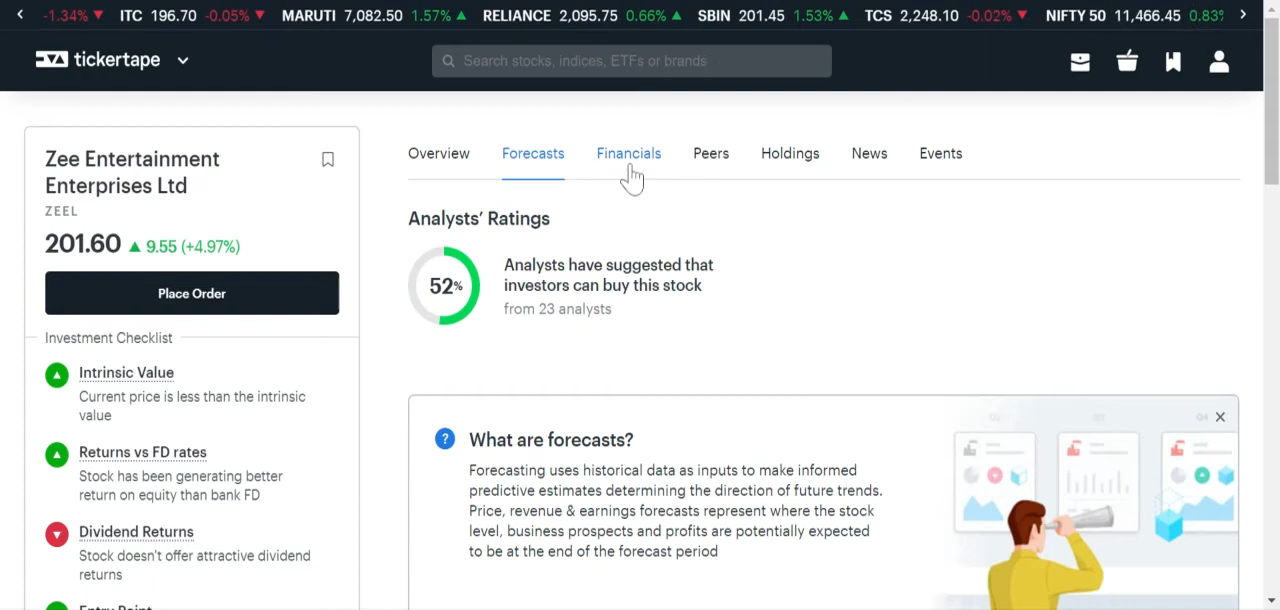 -1.34% ▼ ITC 196.70 -0.05% ▼ MARUTI 7,082.50 1.57% ▲ RELIANCE 2,095.75 0.66% ▲ SBIN 201.45 1.53% ▲ TCS 2,248.10 -0.02% ▼ NIFTY 50 11,466.45 0.83%
tickertape
Search stocks, indices, ETFs or brands
Zee Entertainment
Enterprises Ltd
ZEEL
201.60 ▲ 9.55 (+4.97%)
Place Order
Investment Checklist
Intrinsic Value
Current price is less than the intrinsic
value
Returns vs FD rates
Stock has been generating better
return on equity than bank FD
Dividend Returns
Stock doesn't offer attractive dividend
returns
Entry Point
Overview Forecasts Financials Peers Holdings News Events
Analysts' Ratings
52%
Analysts have suggested that
investors can buy this stock
from 23 analysts
? What are forecasts?
Forecasting uses historical data as inputs to make informed
predictive estimates determining the direction of future trends.
Price, revenue & earnings forecasts represent where the stock
level, business prospects and profits are potentially expected
to be at the end of the forecast period
Q4